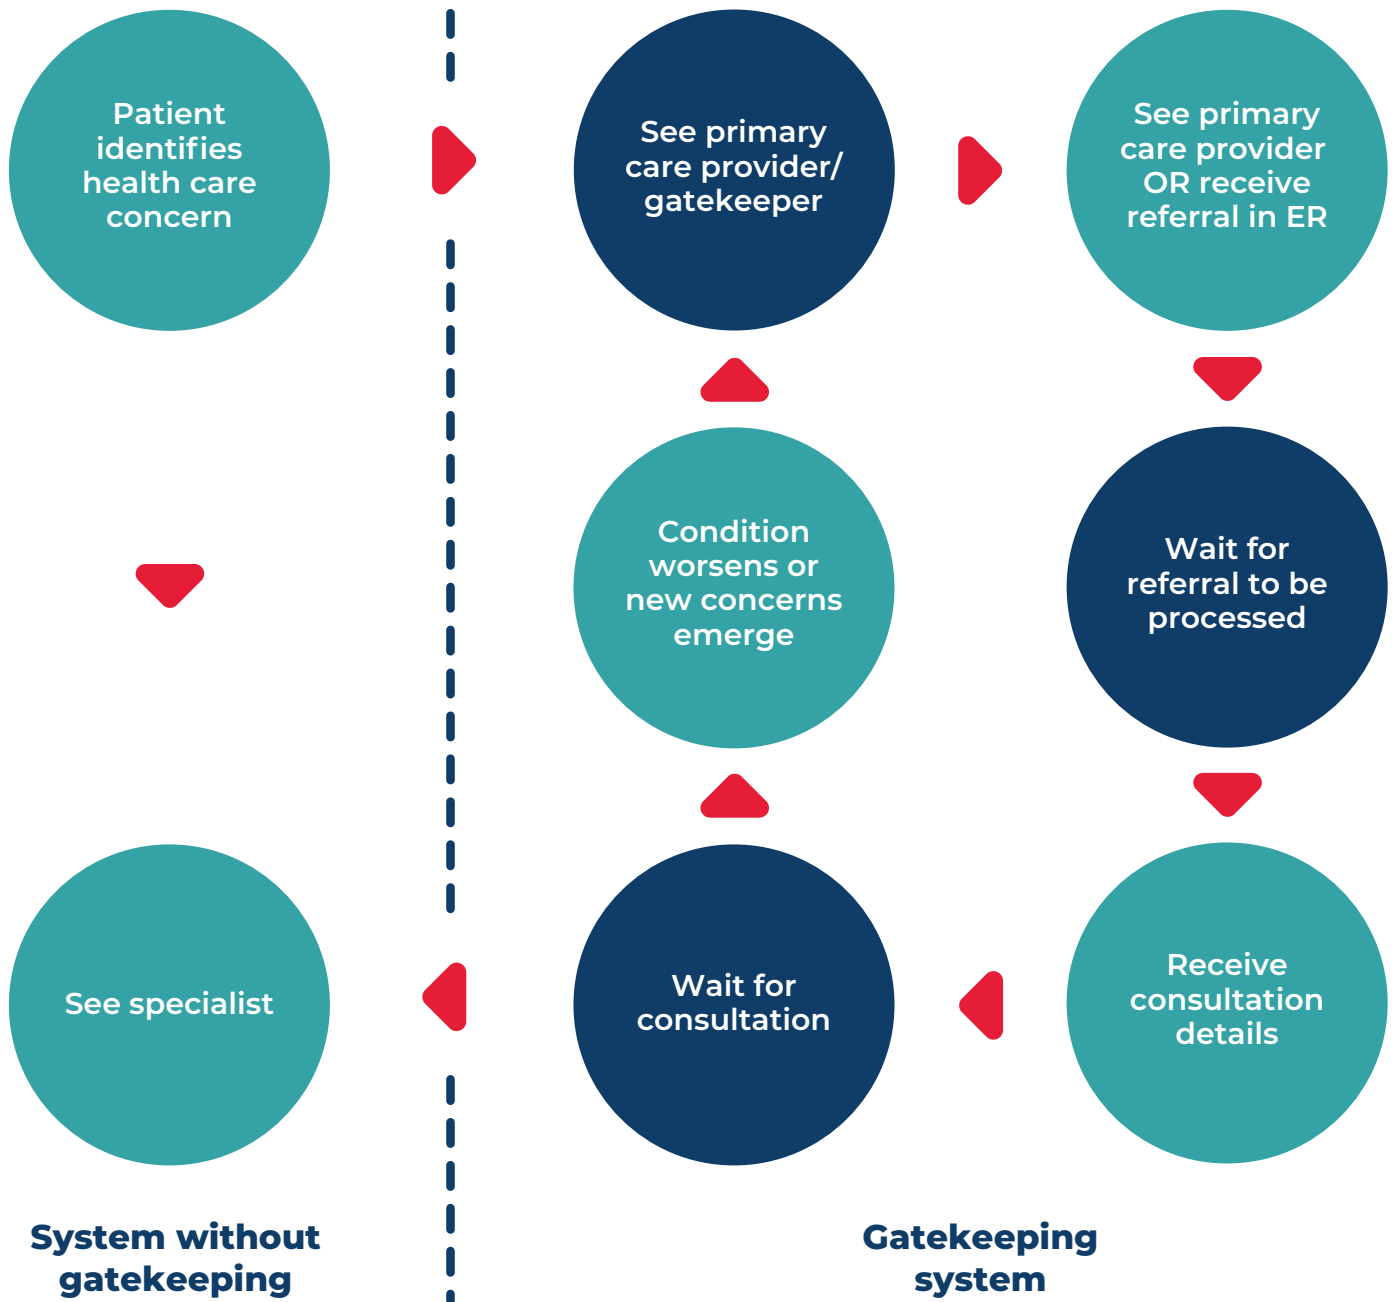 Patient
identifies
health care
concern
See primary
care provider/
gatekeeper
See primary
care provider
OR receive
referral in ER
Condition
worsens or
new concerns
emerge
Wait for
referral to be
processed
See specialist
Wait for
consultation
Receive
consultation
details
System without
gatekeeping
Gatekeeping
system